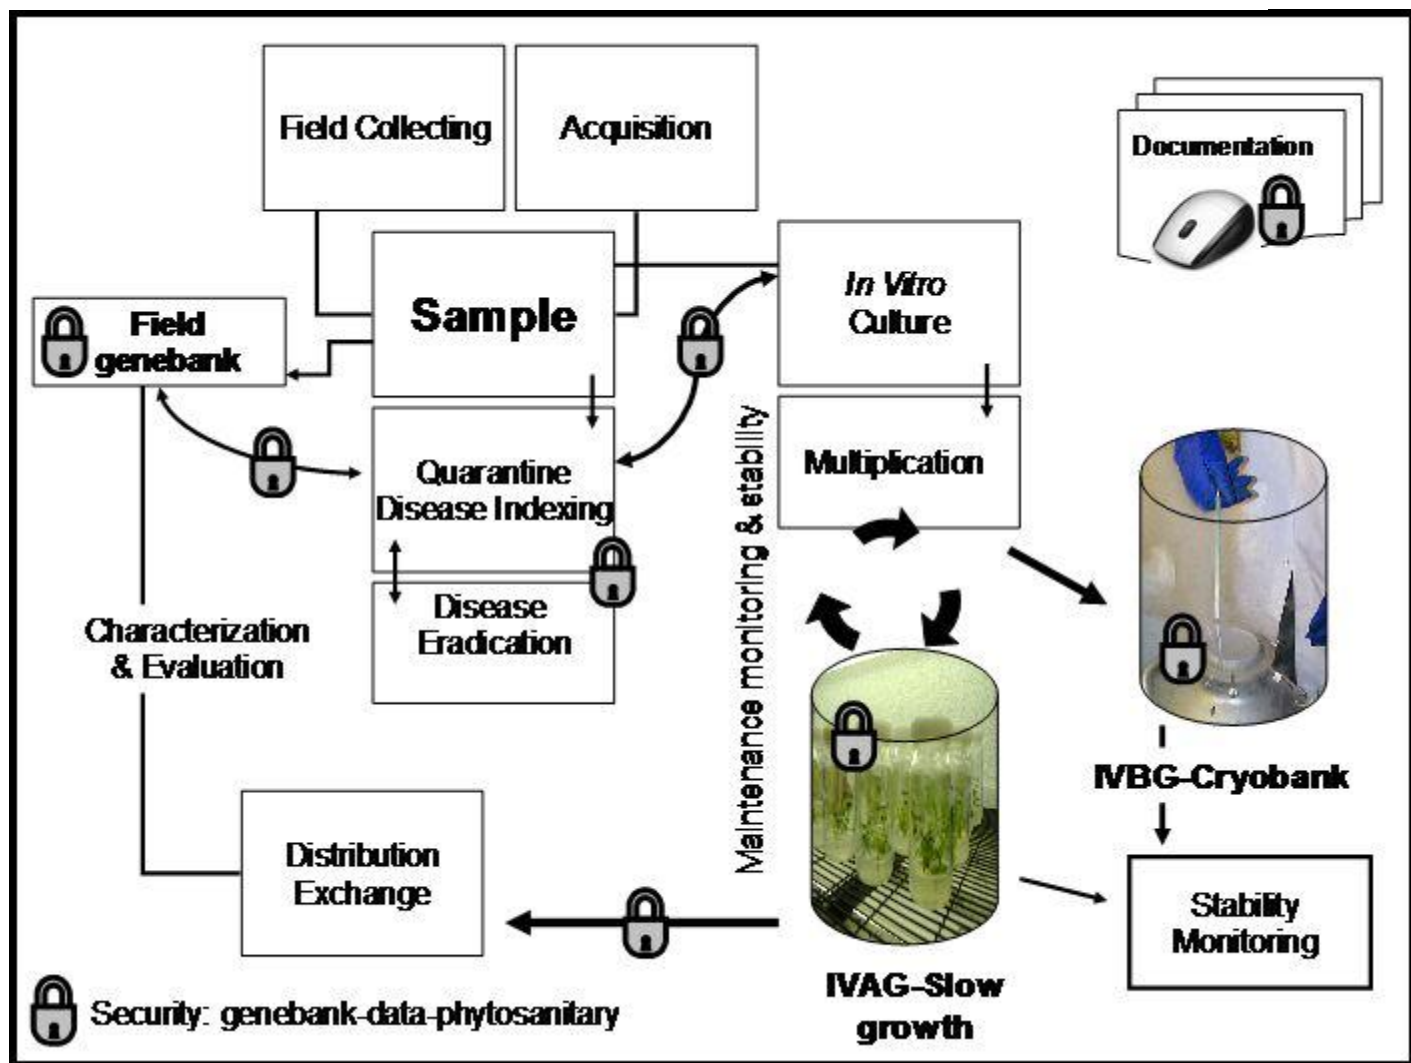 Field Collecting
Acquisition
Documentation
Sample
In Vitro
Culture
Field
genebank
Quarantine
Disease Indexing
Multiplication
Maintenance monitoring & stability
Disease
Eradication
Characterization
& Evaluation
IVBG-Cryobank
Distribution
Exchange
Stability
Monitoring
IVAG-Slow
growth
Security: genebank-data-phytosanitary